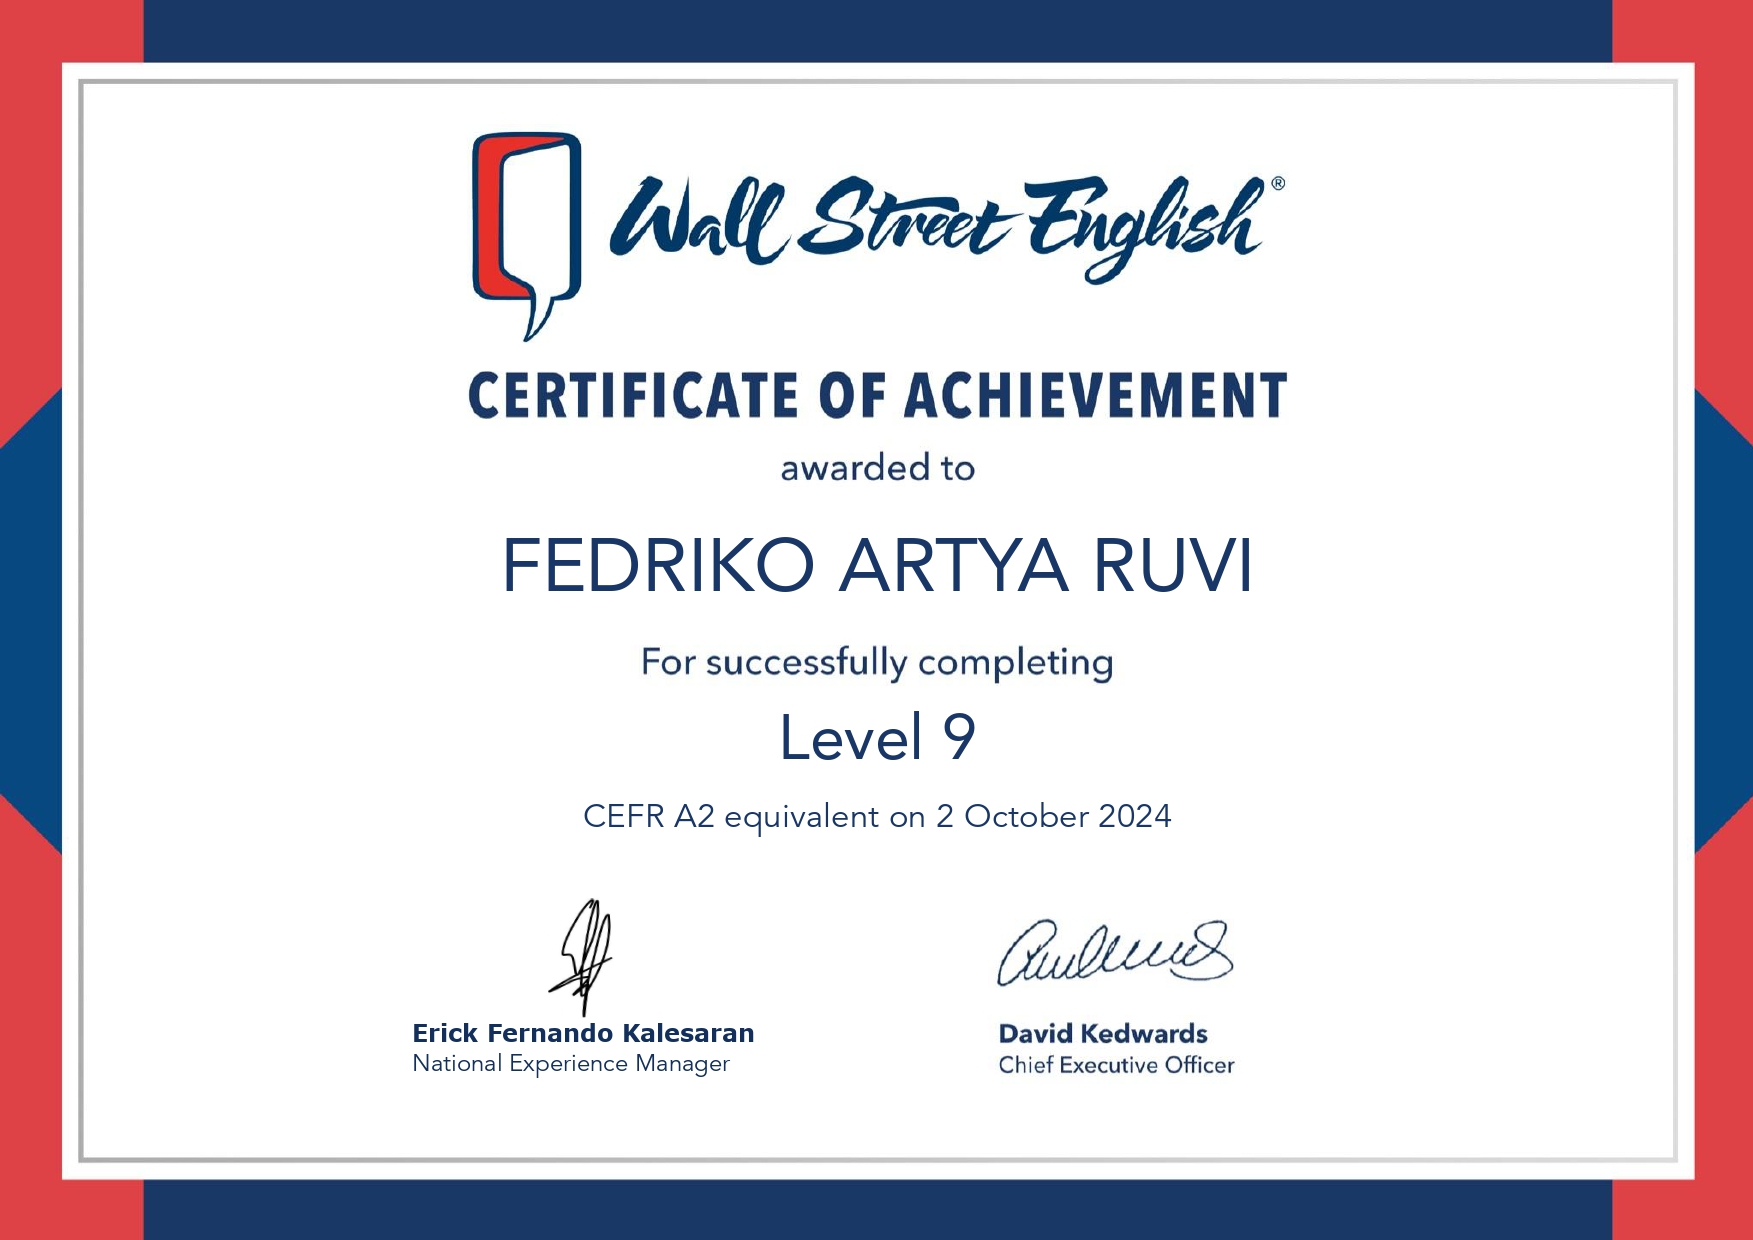 Wall Street English®
CERTIFICATE OF ACHIEVEMENT
awarded to
FEDRIKO ARTYA RUVI
For successfully completing
Level 9
CEFR A2 equivalent on 2 October 2024
Erick Fernando Kalesaran
National Experience Manager
David Kedwards
Chief Executive Officer